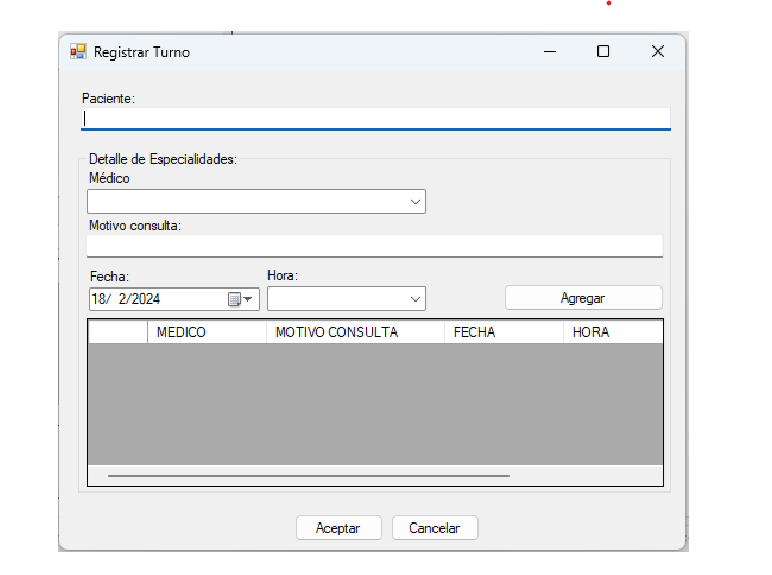 Registrar Turno
Paciente:
Detalle de Especialidades:
Médico
Motivo consulta:
Fecha: Hora:
18/ 2/2024 Agregar
MEDICO MOTIVO CONSULTA FECHA HORA
Aceptar Cancelar